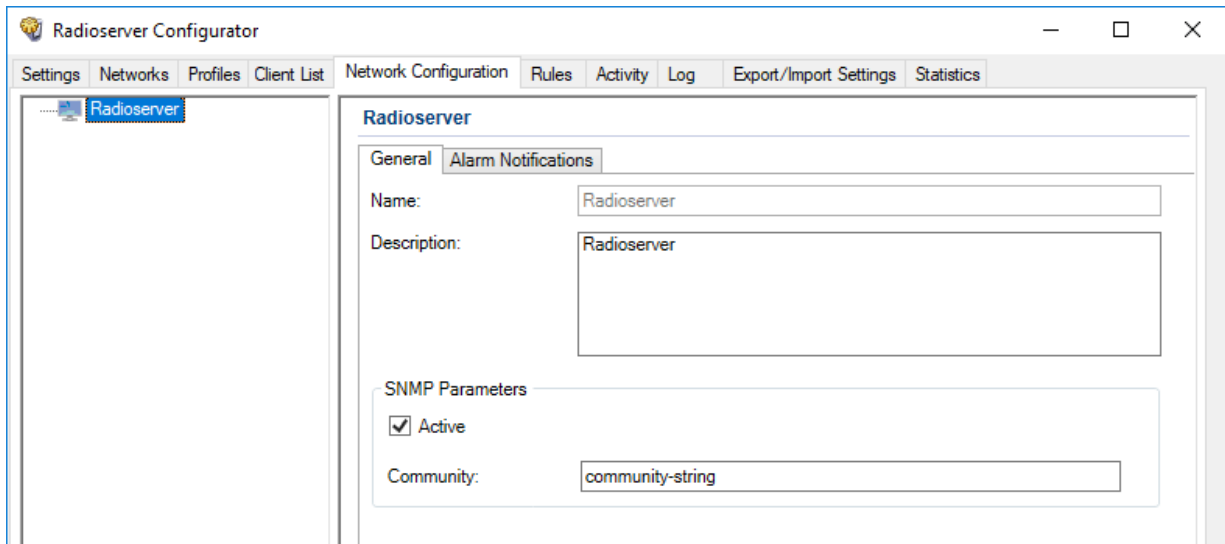 Radioserver Configurator
Settings Networks Profiles Client List Network Configuration Rules Activity Log Export/Import Settings Statistics
Radioserver
Radioserver
General Alarm Notifications
Name: Radioserver
Description: Radioserver
SNMP Parameters
Active
Community: community-string